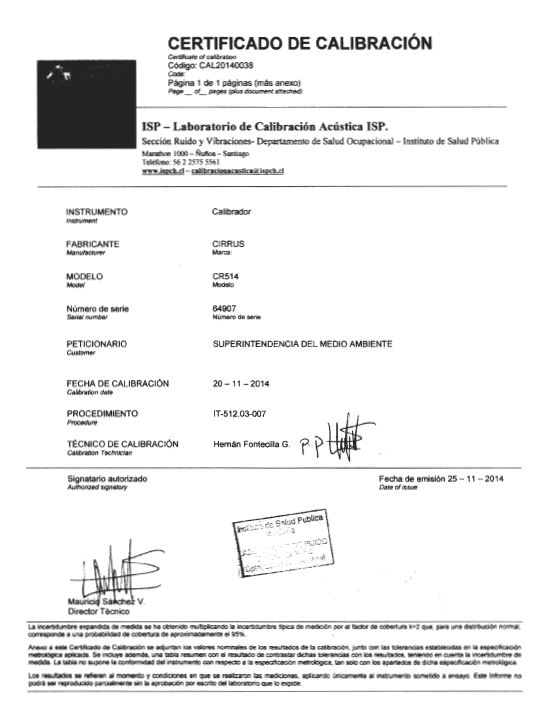 CERTIFICADO DE CALIBRACIÓN
Certificate of calibration
Código: CAL20140038
Code:
Página 1 de 1 páginas (más anexo)
Page __ of__ pages (plus document attached)
ISP – Laboratorio de Calibración Acústica ISP.
Sección Ruido y Vibraciones- Departamento de Salud Ocupacional – Instituto de Salud Pública
Marathon 1000 – Ñuñoa – Santiago
Teléfono: 56 2 2575 5561
www.ispch.cl – calibracionacustica@ispch.cl
INSTRUMENTO Calibrador
Instrument
FABRICANTE CIRRUS
Manufacturer Marca:
MODELO CR514
Model Modelo
Número de serie 64907
Serial number Número de serie
PETICIONARIO SUPERINTENDENCIA DEL MEDIO AMBIENTE
Customer
FECHA DE CALIBRACIÓN 20 – 11 – 2014
Calibration date
PROCEDIMIENTO IT-512.03-007
Procedure
TÉCNICO DE CALIBRACIÓN Hernán Fontecilla G. P.P
Calibration Technician
Signatario autorizado Fecha de emisión 25 – 11 – 2014
Authorized signatory Date of issue
Instituto de Salud Publica
RUIDO
Mauricio Sánchez V.
Director Técnico
La incertidumbre expandida de medida se ha obtenido multiplicando la incertidumbre típica de medición por el factor de cobertura k=2 que, para una distribución normal,
corresponde a una probabilidad de cobertura de aproximadamente el 95%.
Anexo a este Certificado de Calibración se adjuntan los valores nominales de los resultados de la calibración, junto con las tolerancias establecidas en la especificación
metrológica aplicada. Se incluye además, una tabla resumen con el resultado de contrastar dichas tolerancias con los resultados, teniendo en cuenta la incertidumbre de
medida. La tabla no supone la conformidad del instrumento con respecto a la especificación metrológica, tan solo con los apartados de dicha especificación metrológica.
Los resultados se refieren al momento y condiciones en que se realizaron las mediciones, aplicando únicamente al instrumento sometido a ensayo. Este Informe no
podrá ser reproducido parcialmente sin la aprobación por escrito del laboratorio que lo expide.